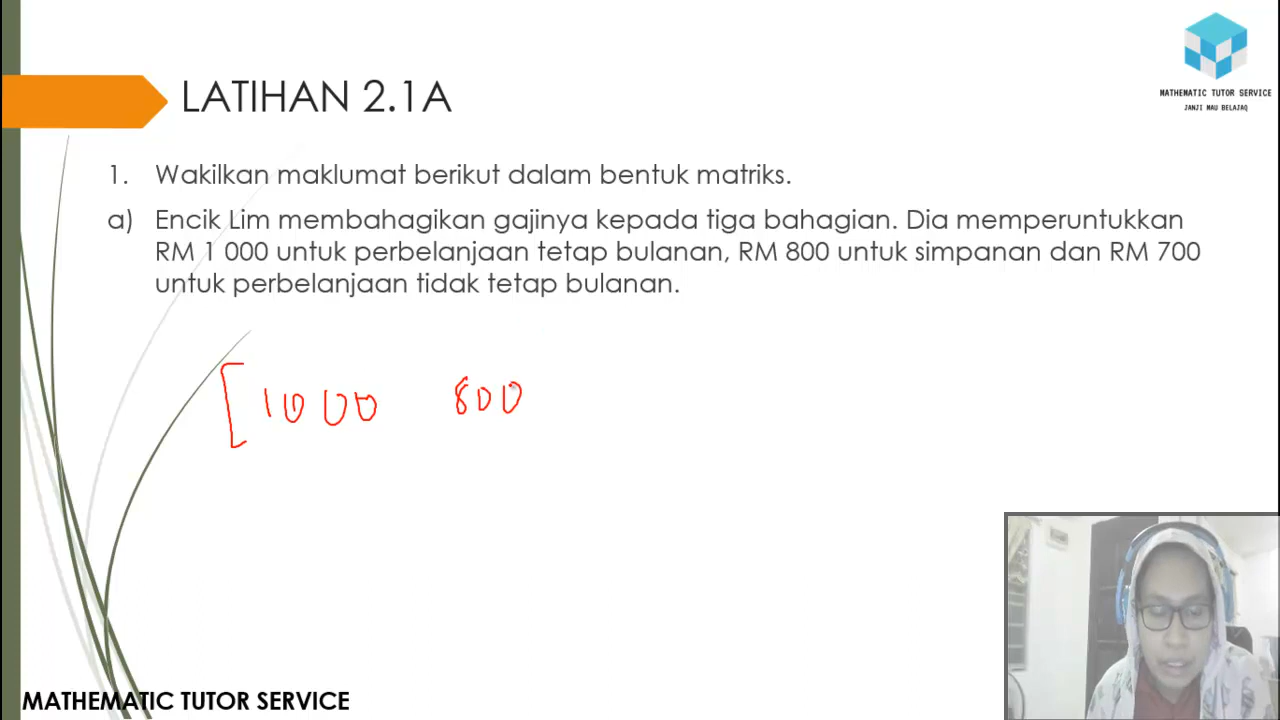 MATHEMATIC TUTOR SERVICE
JANJI MAU BELAJAQ
LATIHAN 2.1A
1. Wakilkan maklumat berikut dalam bentuk matriks.
a) Encik Lim membahagikan gajinya kepada tiga bahagian. Dia memperuntukkan
RM 1 000 untuk perbelanjaan tetap bulanan, RM 800 untuk simpanan dan RM 700
untuk perbelanjaan tidak tetap bulanan.
[ 1000 800
MATHEMATIC TUTOR SERVICE